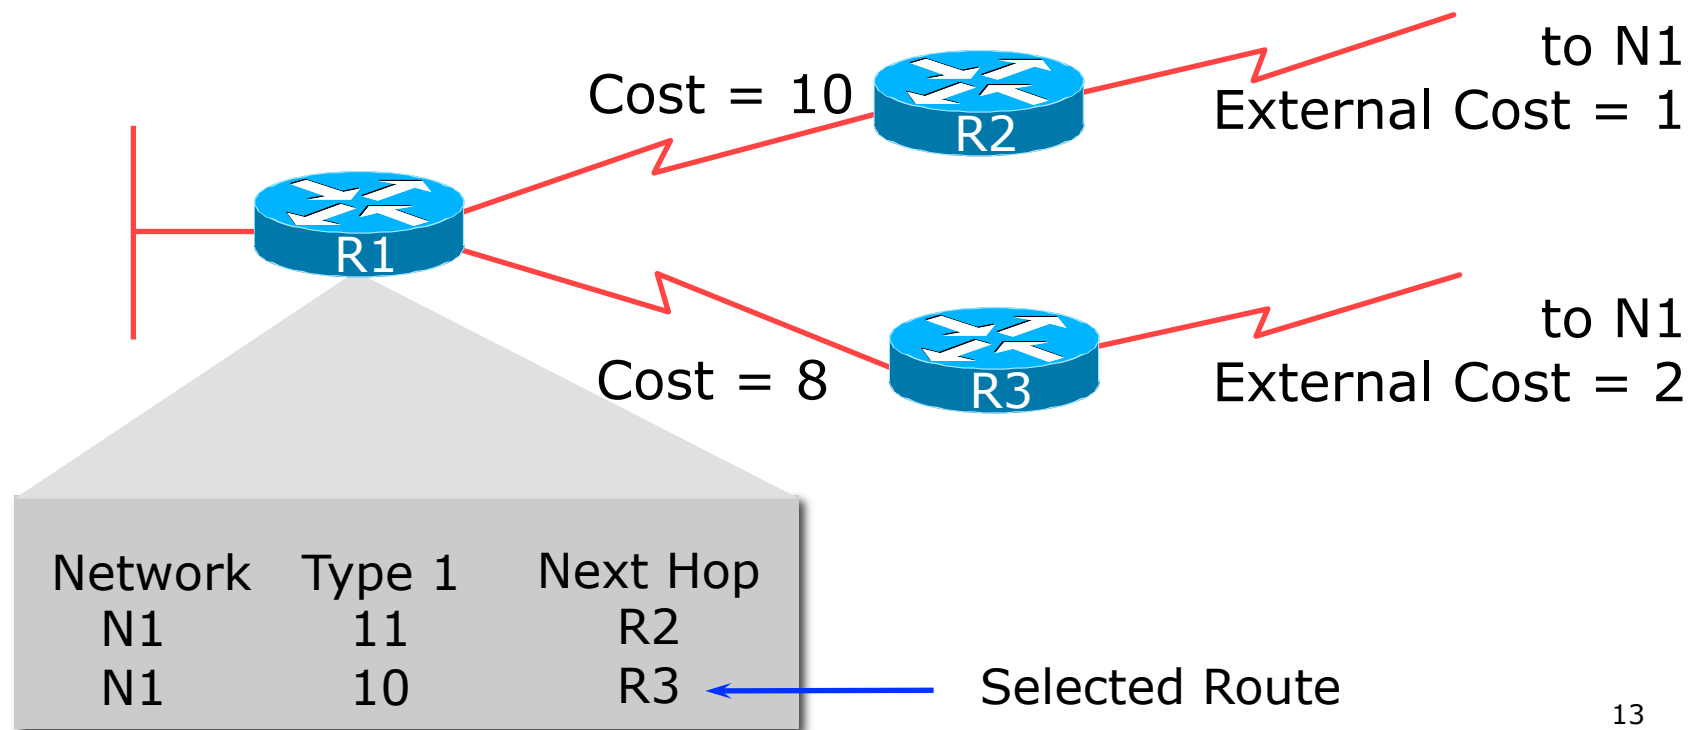 to N1
Cost = 10
External Cost = 1
R2
R1
to N1
Cost = 8
External Cost = 2
R3
Network Type 1 Next Hop
N1 11 R2
N1 10 R3
Selected Route
13